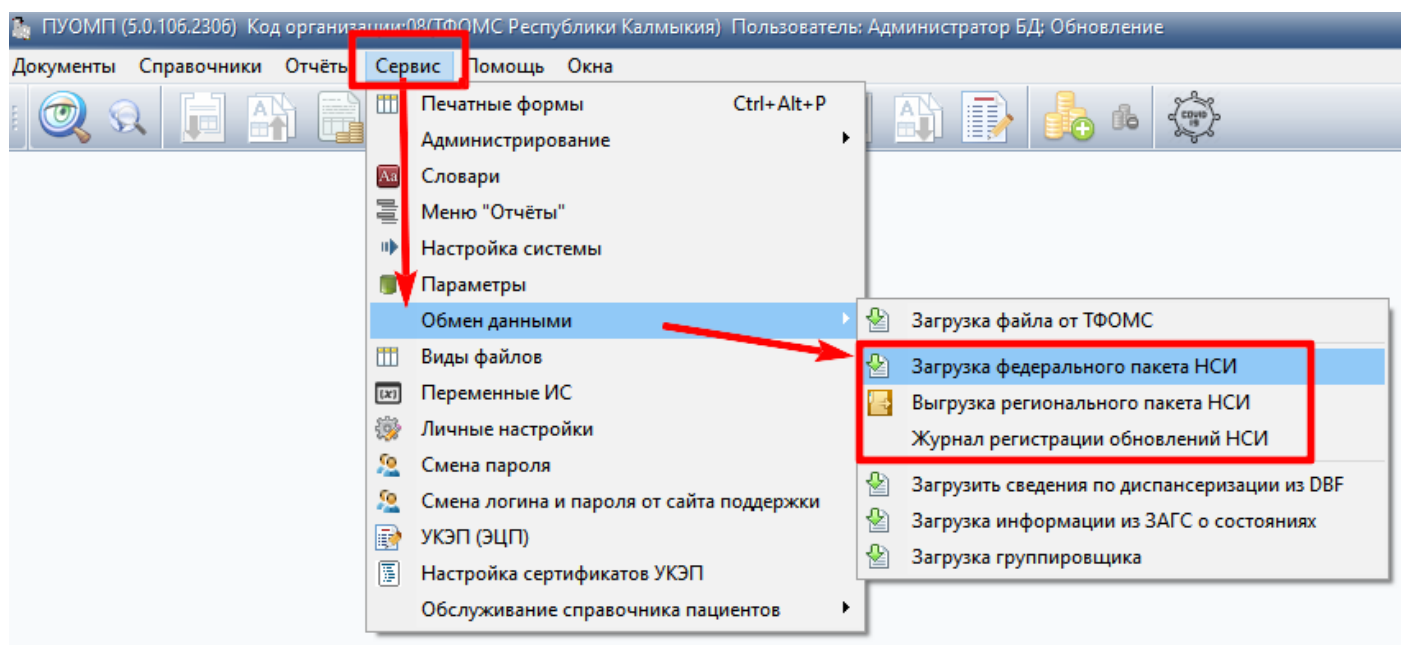 ПУОМП (5.0.106.2306) Код организации:08(ТФОМС Республики Калмыкия) Пользователь: Администратор БД: Обновление
Документы Справочники Отчёты Сервис Помощь Окна
Печатные формы Ctrl+Alt+P
Администрирование
Словари
Меню "Отчёты"
Настройка системы
Параметры
Обмен данными
Виды файлов
Переменные ИС
Личные настройки
Смена пароля
Смена логина и пароля от сайта поддержки
УКЭП (ЭЦП)
Настройка сертификатов УКЭП
Обслуживание справочника пациентов
Загрузка файла от ТФОМС
Загрузка федерального пакета НСИ
Выгрузка регионального пакета НСИ
Журнал регистрации обновлений НСИ
Загрузить сведения по диспансеризации из DBF
Загрузка информации из ЗАГС о состояниях
Загрузка группировщика
COVID
19